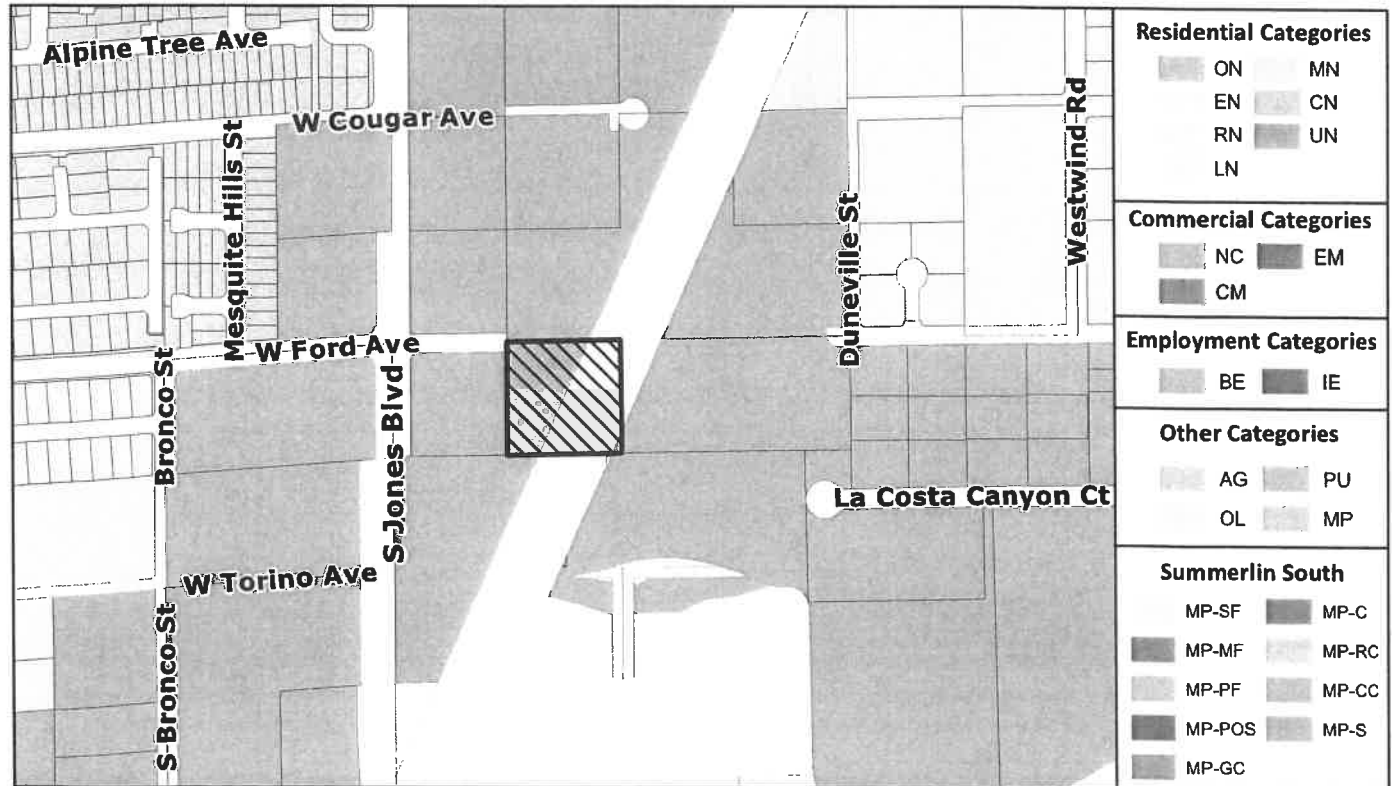 Alpine Tree Ave
W Cougar Ave
Mesquite Hills St
Westwind Rd
Duneville St
W Ford Ave
Bronco St
S Jones Blvd
La Costa Canyon Ct
W Torino Ave
S Bronco St
Residential Categories
ON MN
EN CN
RN UN
LN
Commercial Categories
NC EM
CM
Employment Categories
BE IE
Other Categories
AG PU
OL MP
Summerlin South
MP-SF MP-C
MP-MF MP-RC
MP-PF MP-CC
MP-POS MP-S
MP-GC